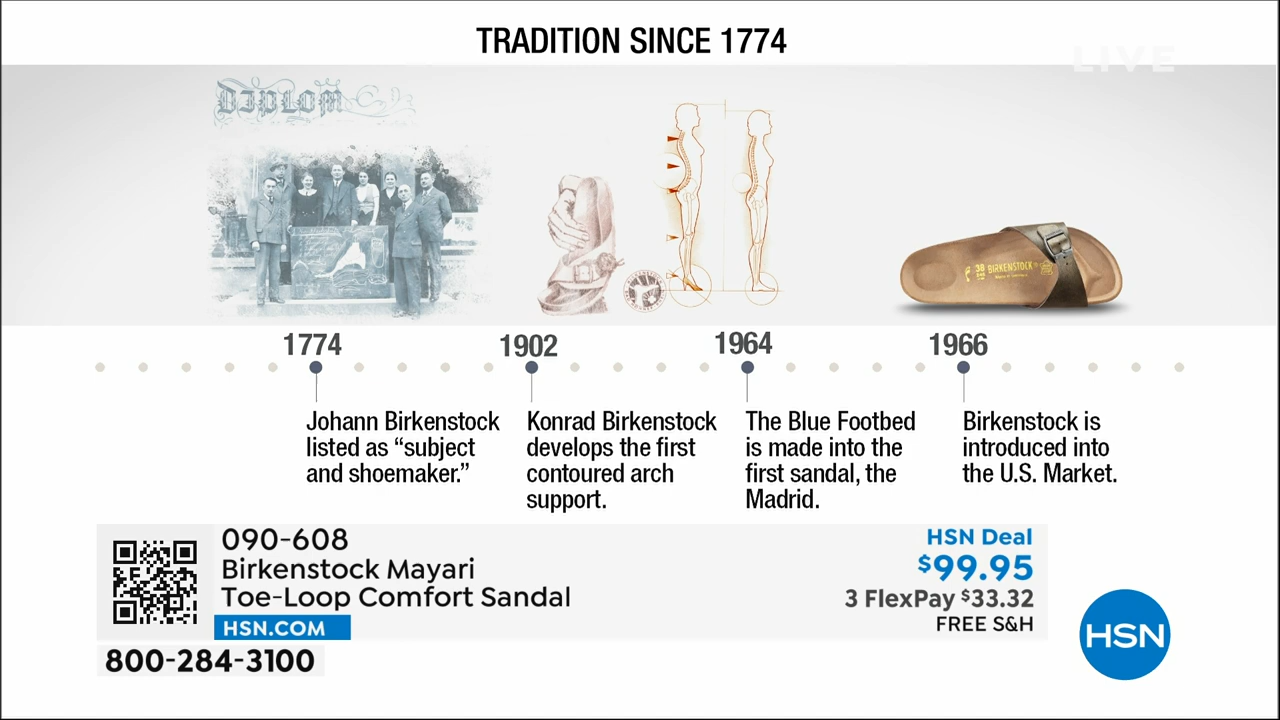 TRADITION SINCE 1774
LIVE
Diplom
38
BIRKENSTOCK
1774
1902
1964
1966
Johann Birkenstock
listed as “subject
and shoemaker.”
Konrad Birkenstock
develops the first
contoured arch
support.
The Blue Footbed
is made into the
first sandal, the
Madrid.
Birkenstock is
introduced into
the U.S. Market.
090-608
Birkenstock Mayari
Toe-Loop Comfort Sandal
HSN.COM
800-284-3100
HSN Deal
$99.95
3 FlexPay $33.32
FREE S&H
HSN